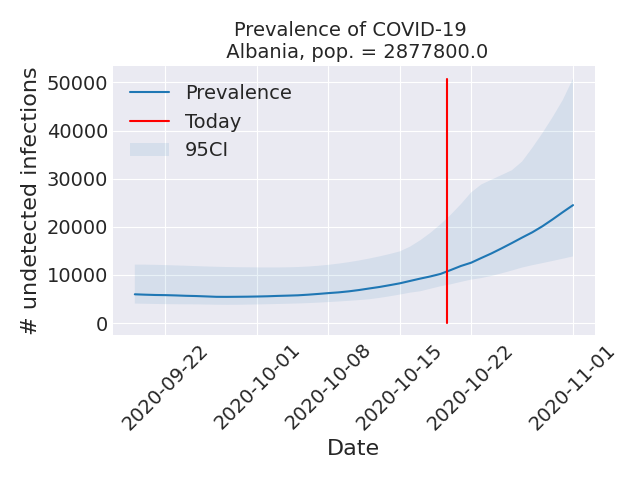 Prevalence of COVID-19
Albania, pop. = 2877800.0
50000
40000
30000
20000
10000
0
# undetected infections
Prevalence
Today
95CI
2020-09-22
2020-10-01
2020-10-08
2020-10-15
2020-10-22
2020-11-01
Date